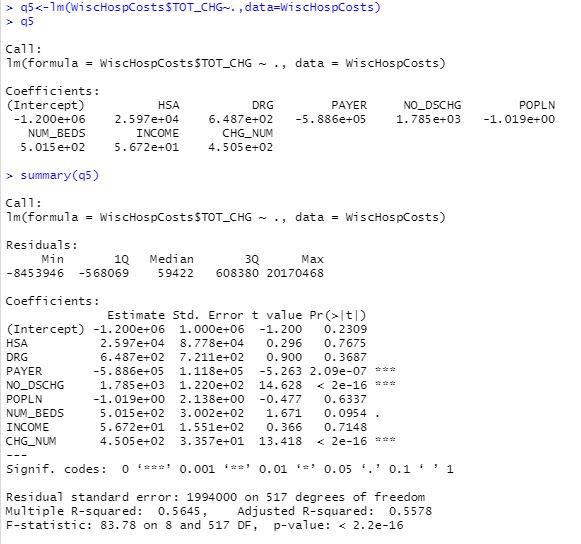 > q5<-lm(WiscHospCosts$TOT_CHG~.,data=WiscHospCosts)
> q5
Call:
lm(formula = WiscHospCosts$TOT_CHG ~ ., data = WiscHospCosts)
Coefficients:
(Intercept) HSA DRG PAYER NO_DSCHG POPLN
-1.200e+06 2.597e+04 6.487e+02 -5.886e+05 1.785e+03 -1.019e+00
NUM_BEDS INCOME CHG_NUM
5.015e+02 5.672e+01 4.505e+02
> summary(q5)
Call:
lm(formula = WiscHospCosts$TOT_CHG ~ ., data = WiscHospCosts)
Residuals:
Min 1Q Median 3Q Max
-8453946 -568069 59422 608380 20170468
Coefficients:
Estimate Std. Error t value Pr(>|t|)
(Intercept) -1.200e+06 1.000e+06 -1.200 0.2309
HSA 2.597e+04 8.778e+04 0.296 0.7675
DRG 6.487e+02 7.211e+02 0.900 0.3687
PAYER -5.886e+05 1.118e+05 -5.263 2.09e-07 ***
NO_DSCHG 1.785e+03 1.220e+02 14.628 < 2e-16 ***
POPLN -1.019e+00 2.138e+00 -0.477 0.6337
NUM_BEDS 5.015e+02 3.002e+02 1.671 0.0954 .
INCOME 5.672e+01 1.551e+02 0.366 0.7148
CHG_NUM 4.505e+02 3.357e+01 13.418 < 2e-16 ***
---
Signif. codes: 0 ‘***’ 0.001 ‘**’ 0.01 ‘*’ 0.05 ‘.’ 0.1 ‘ ’ 1
Residual standard error: 1994000 on 517 degrees of freedom
Multiple R-squared: 0.5645, Adjusted R-squared: 0.5578
F-statistic: 83.78 on 8 and 517 DF, p-value: < 2.2e-16